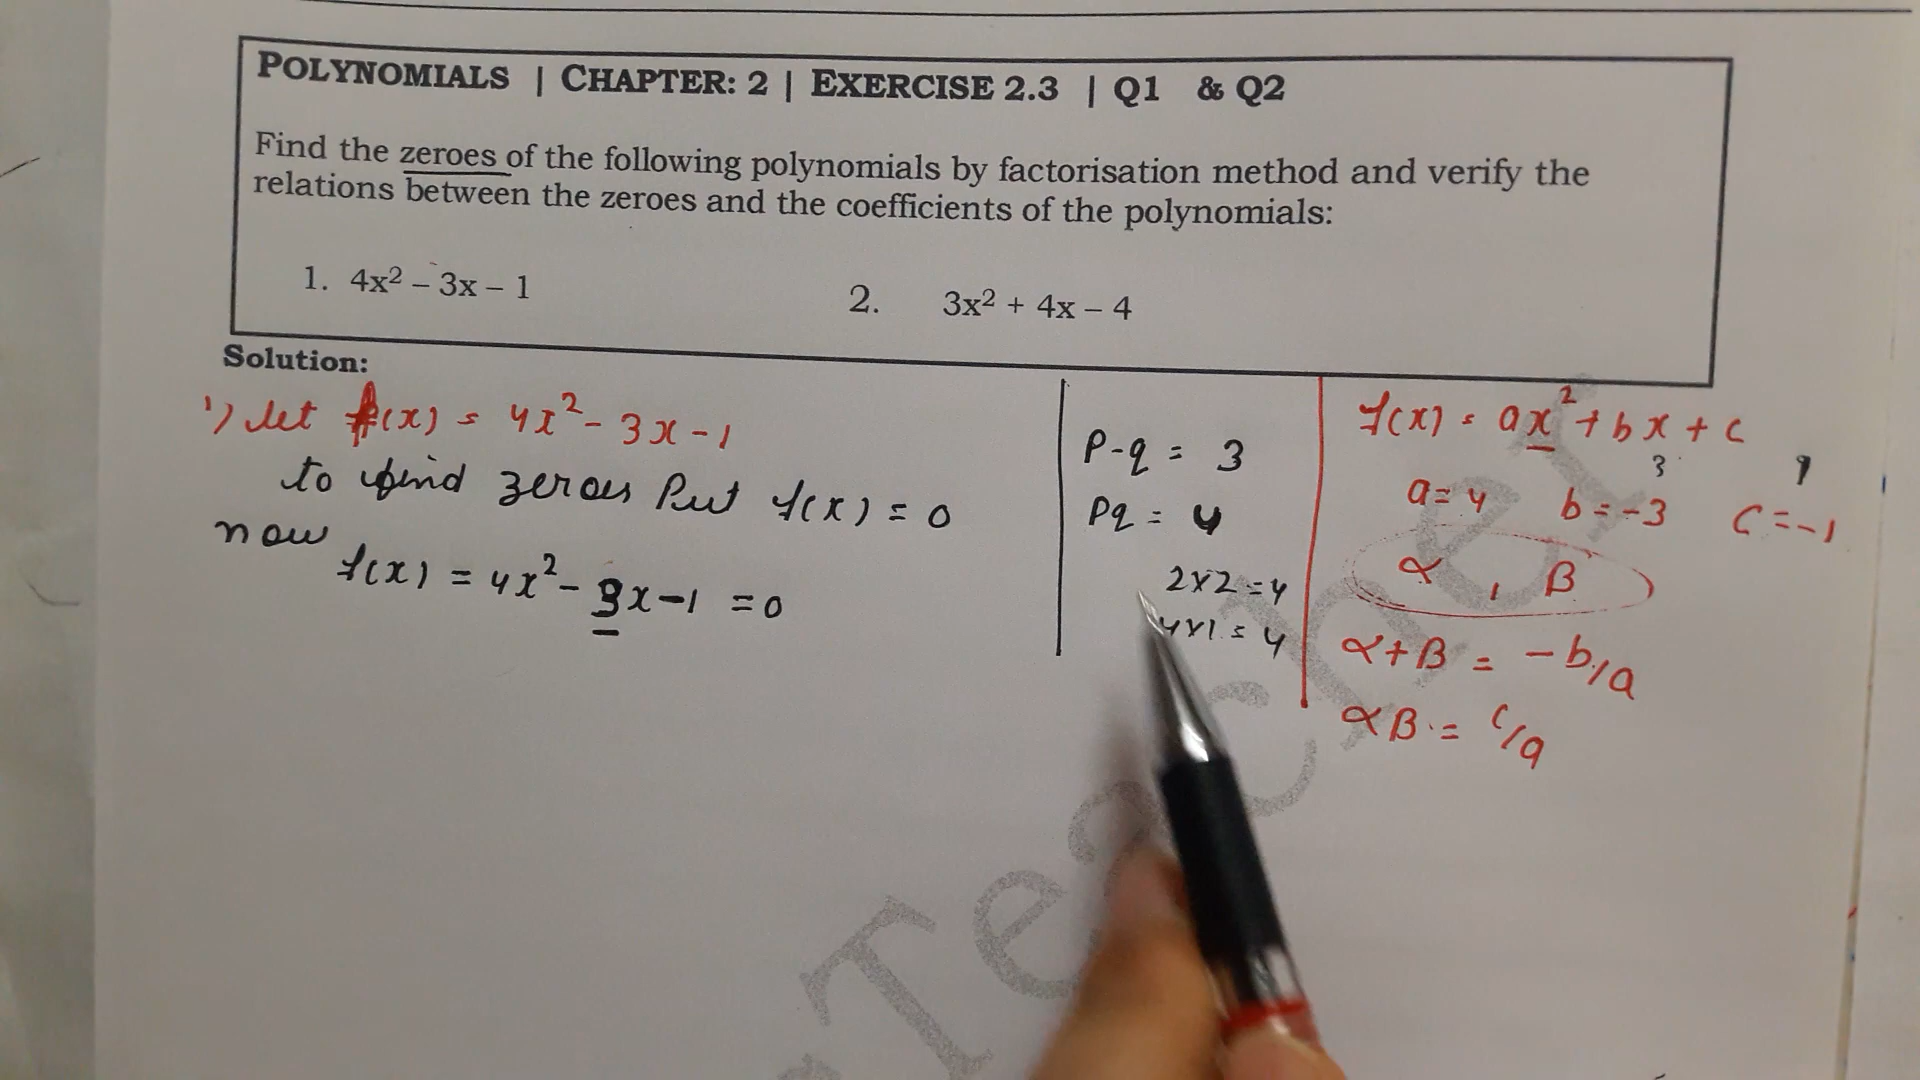 POLYNOMIALS | CHAPTER: 2 | EXERCISE 2.3 | Q1 & Q2
Find the zeroes of the following polynomials by factorisation method and verify the
relations between the zeroes and the coefficients of the polynomials:
1. 4x² – 3x – 1
2. 3x² + 4x – 4
Solution:
1) let f(x) = 4x² - 3x - 1
to find zeroes Put f(x) = 0
now
f(x) = 4x² - 3x - 1 = 0
P - q = 3
Pq = 4
2x2 = 4
4x1 = 4
f(x) = ax² + bx + c
3
a = 4 b = -3 c = -1
α , β
α + β = -b/a
αβ = c/a
Teacher